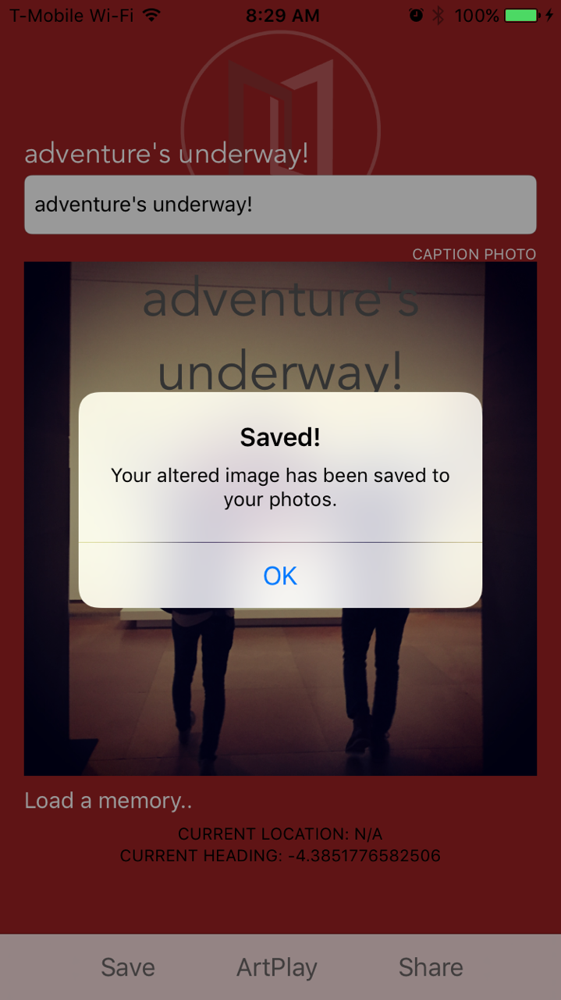 T-Mobile Wi-Fi 8:29 AM 100%
adventure's underway!
adventure's underway!
CAPTION PHOTO
adventure's
underway!
Saved!
Your altered image has been saved to
your photos.
OK
Load a memory..
CURRENT LOCATION: N/A
CURRENT HEADING: -4.3851776582506
Save ArtPlay Share